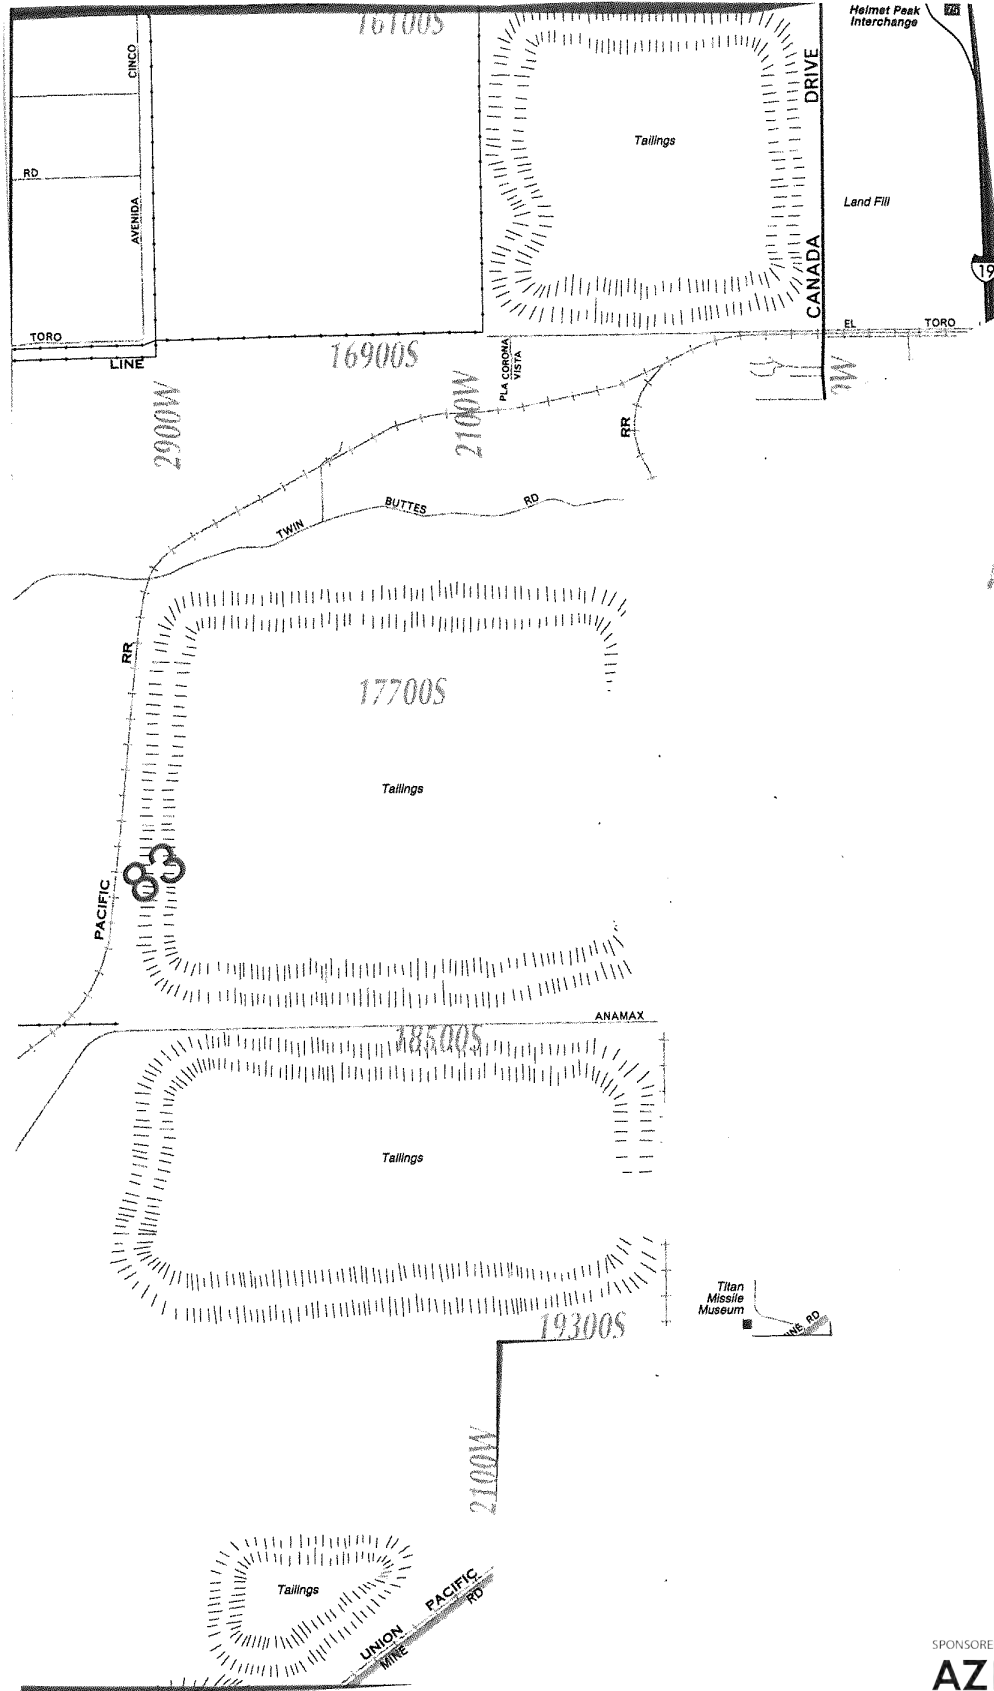 16100S
Helmet Peak
Interchange
CINCO
DRIVE
Tailings
RD
AVENIDA
Land Fill
CANADA
19
TORO
EL TORO
LINE
16900S
PLA CORONA
VISTA
2900W
2100W
RR
TWIN BUTTES RD
RR
17700S
Tailings
83
PACIFIC
ANAMAX
18500S
Tailings
Titan
Missile
Museum
INE RD
19300S
2100W
Tailings
UNION PACIFIC
MINE RD
SPONSORE
AZ